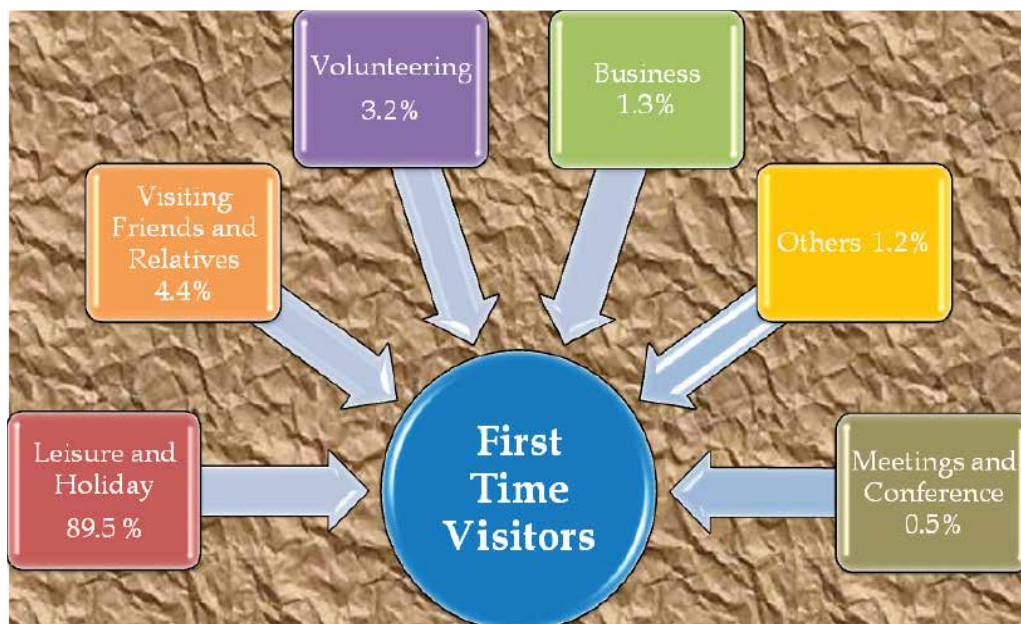 Volunteering
3.2%
Business
1.3%
Visiting
Friends and
Relatives
4.4%
Others 1.2%
Leisure and
Holiday
89.5 %
First
Time
Visitors
Meetings and
Conference
0.5%